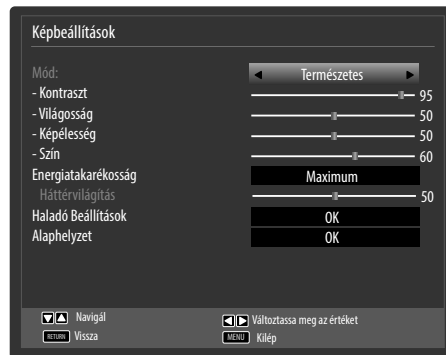 Képbeállítások
Mód: Természetes
- Kontraszt 95
- Világosság 50
- Képélesség 50
- Szín 60
Energiatakarékosság Maximum
Háttérvilágítás 50
Haladó Beállítások OK
Alaphelyzet OK
Navigál Változtassa meg az értéket
RETURN Vissza MENU Kilép